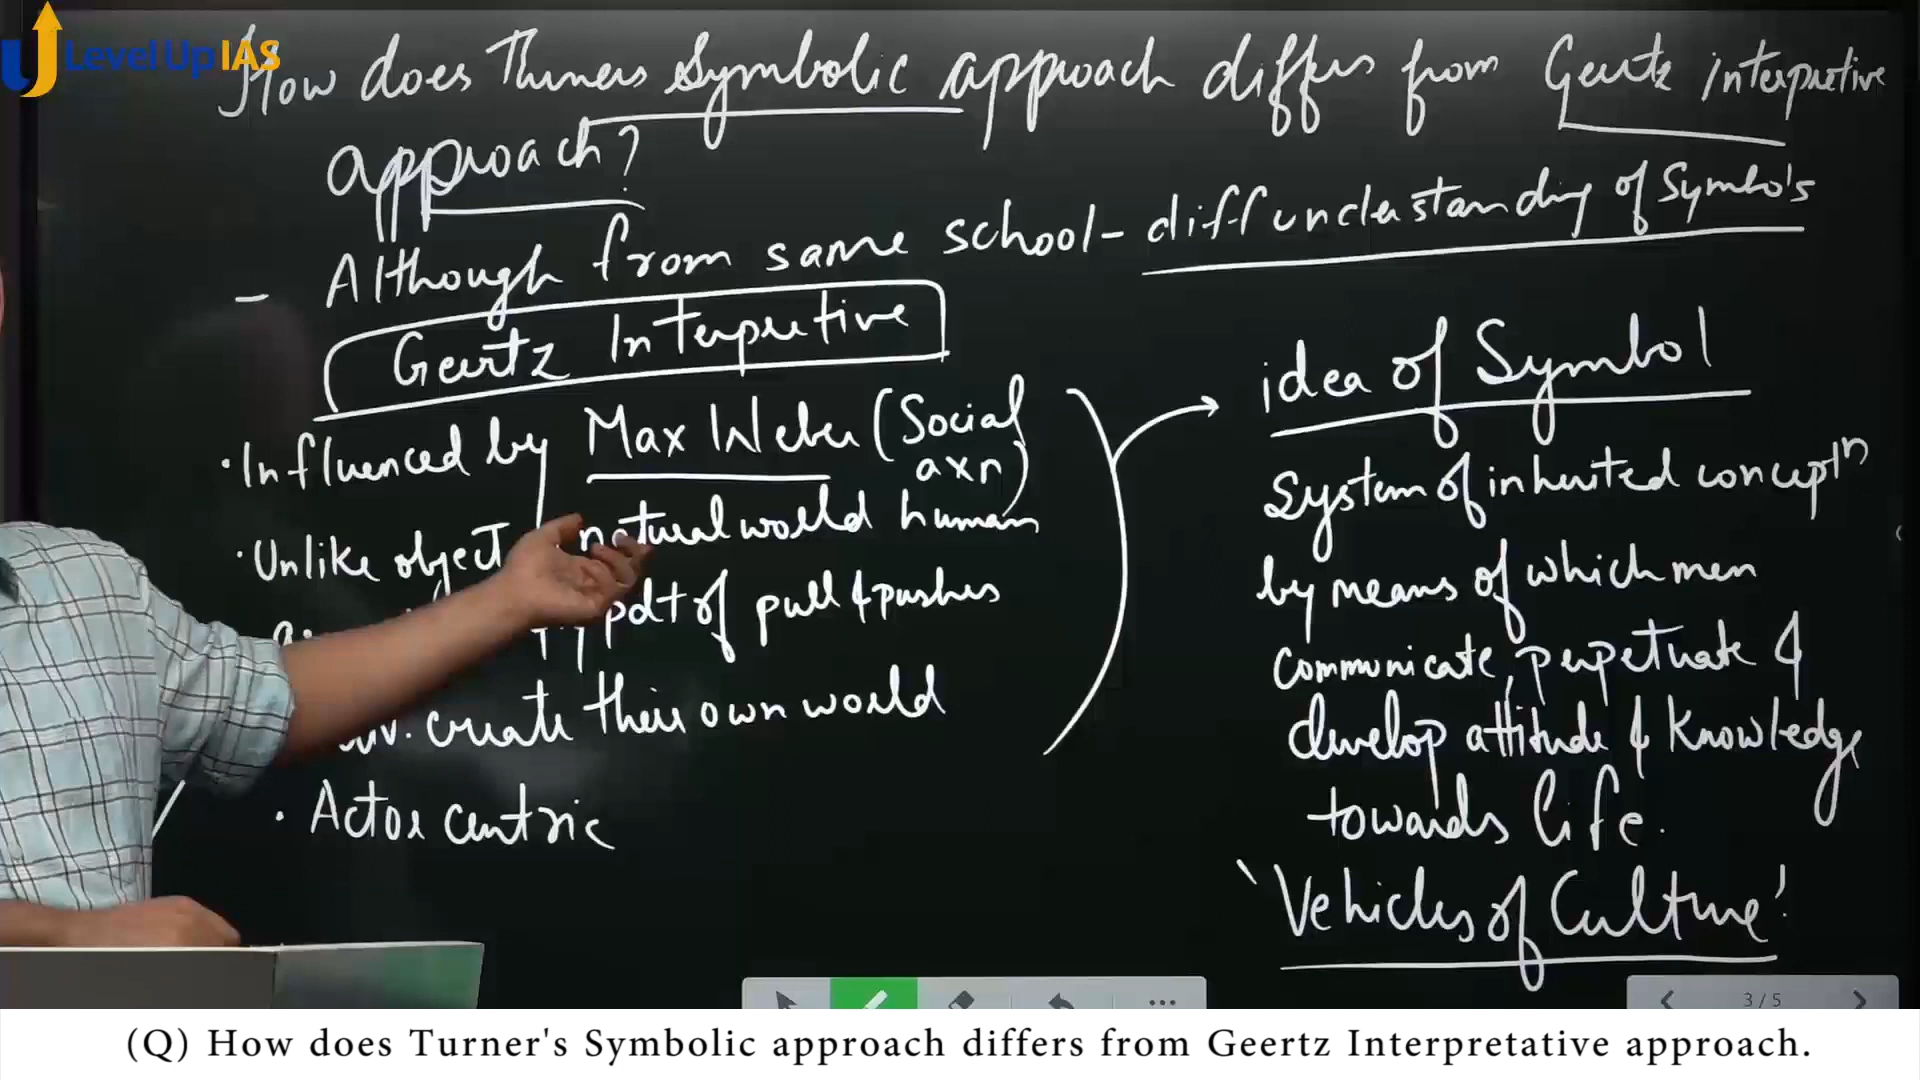 Level Up IAS
How does Turners Symbolic approach differs from Geertz Interpretive
approach?
- Although from same school - diff understanding of Symbols
Geertz Interpretive
• Influenced by Max Weber (Social
axn)
• Unlike object natural world human
pdt of pull & pushes
create their own world
• Actor centric
idea of Symbol
System of inherited conceptn
by means of which men
communicate, perpetuate &
develop attitude & Knowledge
towards life.
'Vehicles of Culture'
3/5
(Q) How does Turner's Symbolic approach differs from Geertz Interpretative approach.